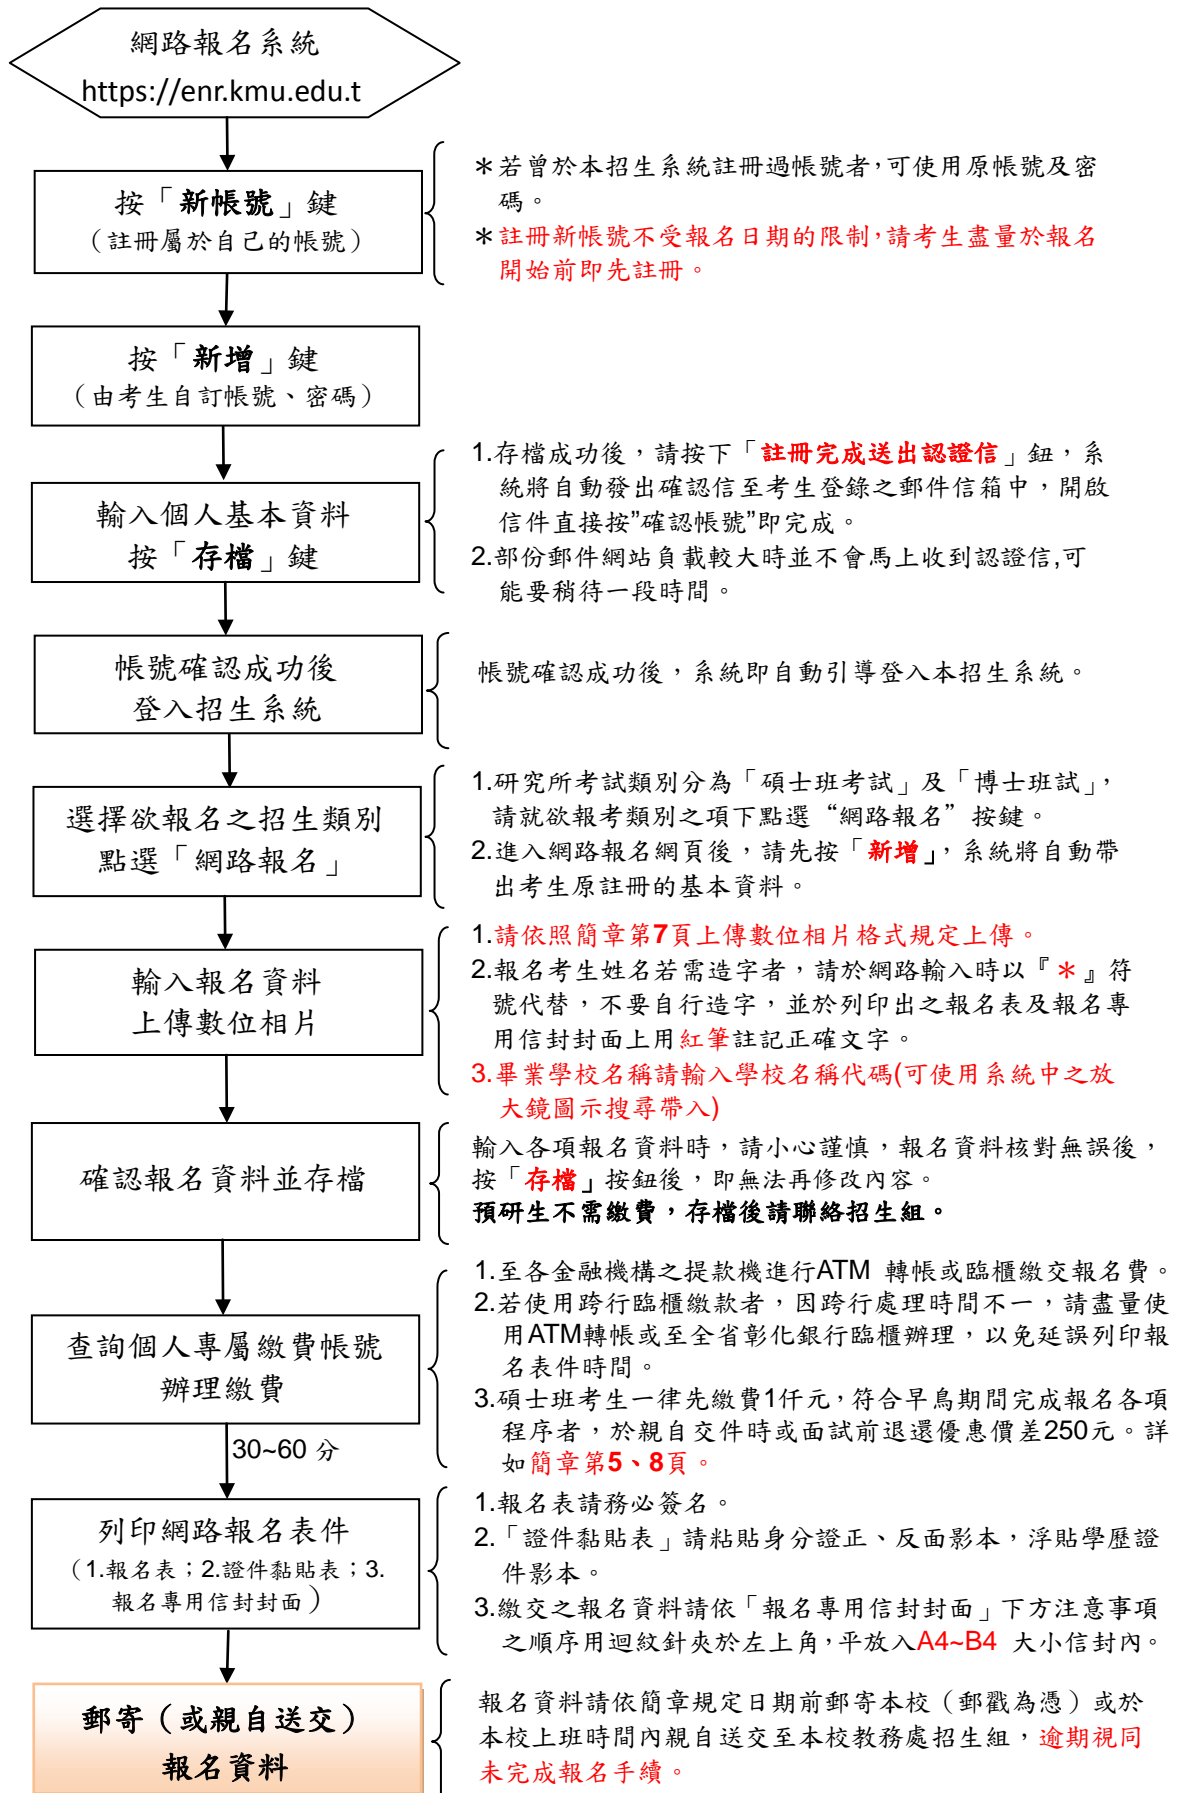 網路報名系統
https://enr.kmu.edu.t
按「新帳號」鍵
（註冊屬於自己的帳號）
＊若曾於本招生系統註冊過帳號者，可使用原帳號及密
碼。
＊註冊新帳號不受報名日期的限制，請考生盡量於報名
開始前即先註冊。
按「新增」鍵
（由考生自訂帳號、密碼）
輸入個人基本資料
按「存檔」鍵
1.存檔成功後，請按下「註冊完成送出認證信」鈕，系
統將自動發出確認信至考生登錄之郵件信箱中，開啟
信件直接按”確認帳號”即完成。
2.部份郵件網站負載較大時並不會馬上收到認證信,可
能要稍待一段時間。
帳號確認成功後
登入招生系統
帳號確認成功後，系統即自動引導登入本招生系統。
選擇欲報名之招生類別
點選「網路報名」
1.研究所考試類別分為「碩士班考試」及「博士班試」，
請就欲報考類別之項下點選“網路報名”按鍵。
2.進入網路報名網頁後，請先按「新增」，系統將自動帶
出考生原註冊的基本資料。
輸入報名資料
上傳數位相片
1.請依照簡章第7頁上傳數位相片格式規定上傳。
2.報名考生姓名若需造字者，請於網路輸入時以『＊』符
號代替，不要自行造字，並於列印出之報名表及報名專
用信封封面上用紅筆註記正確文字。
3.畢業學校名稱請輸入學校名稱代碼(可使用系統中之放
大鏡圖示搜尋帶入)
確認報名資料並存檔
輸入各項報名資料時，請小心謹慎，報名資料核對無誤後，
按「存檔」按鈕後，即無法再修改內容。
預研生不需繳費，存檔後請聯絡招生組。
查詢個人專屬繳費帳號
辦理繳費
1.至各金融機構之提款機進行ATM 轉帳或臨櫃繳交報名費。
2.若使用跨行臨櫃繳款者，因跨行處理時間不一，請盡量使
用ATM轉帳或至全省彰化銀行臨櫃辦理，以免延誤列印報
名表件時間。
3.碩士班考生一律先繳費1仟元，符合早鳥期間完成報名各項
程序者，於親自交件時或面試前退還優惠價差250元。詳
如簡章第5、8頁。
30~60 分
列印網路報名表件
（1.報名表；2.證件黏貼表；3.
報名專用信封封面）
1.報名表請務必簽名。
2.「證件黏貼表」請粘貼身分證正、反面影本，浮貼學歷證
件影本。
3.繳交之報名資料請依「報名專用信封封面」下方注意事項
之順序用迴紋針夾於左上角，平放入A4~B4 大小信封內。
郵寄（或親自送交）
報名資料
報名資料請依簡章規定日期前郵寄本校（郵戳為憑）或於
本校上班時間內親自送交至本校教務處招生組，逾期視同
未完成報名手續。